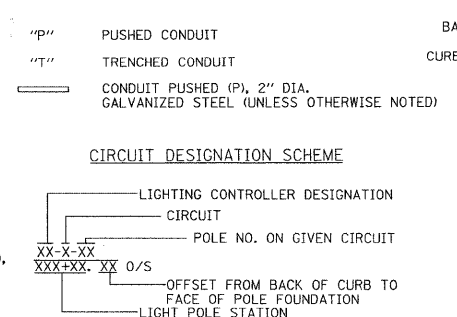 "P" PUSHED CONDUIT
BA
"T" TRENCHED CONDUIT
CURB
CONDUIT PUSHED (P), 2" DIA.
GALVANIZED STEEL (UNLESS OTHERWISE NOTED)
CIRCUIT DESIGNATION SCHEME
LIGHTING CONTROLLER DESIGNATION
CIRCUIT
POLE NO. ON GIVEN CIRCUIT
XX-X-XX
XXX+XX. XX O/S
OFFSET FROM BACK OF CURB TO
FACE OF POLE FOUNDATION
LIGHT POLE STATION